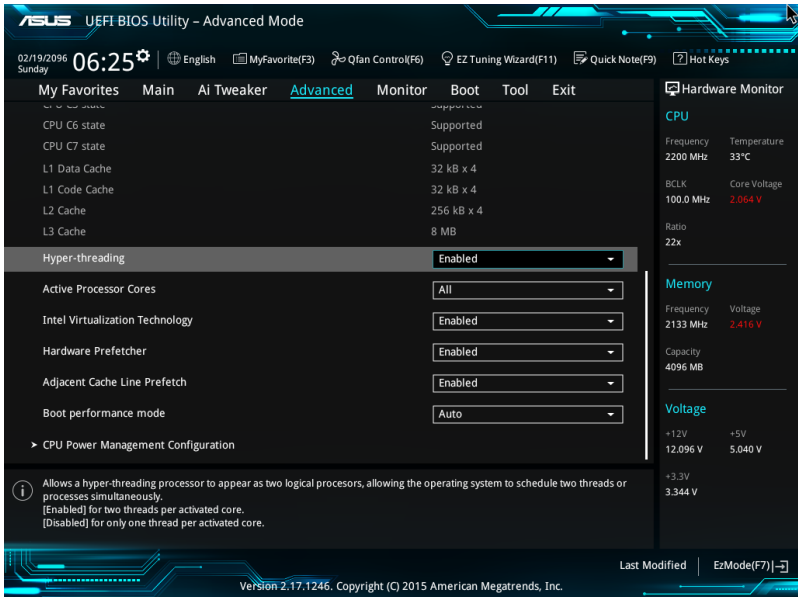 ASUS UEFI BIOS Utility – Advanced Mode
02/19/2096 Sunday 06:25 English MyFavorite(F3) Qfan Control(F6) EZ Tuning Wizard(F11) Quick Note(F9) ? Hot Keys
My Favorites Main Ai Tweaker Advanced Monitor Boot Tool Exit
CPU C3 state Supported
CPU C6 state Supported
CPU C7 state Supported
L1 Data Cache 32 kB x 4
L1 Code Cache 32 kB x 4
L2 Cache 256 kB x 4
L3 Cache 8 MB
Hyper-threading Enabled
Active Processor Cores All
Intel Virtualization Technology Enabled
Hardware Prefetcher Enabled
Adjacent Cache Line Prefetch Enabled
Boot performance mode Auto
CPU Power Management Configuration
Allows a hyper-threading processor to appear as two logical procesors, allowing the operating system to schedule two threads or
processes simultaneously.
[Enabled] for two threads per activated core.
[Disabled] for only one thread per activated core.
Hardware Monitor
CPU
Frequency Temperature
2200 MHz 33°C
BCLK Core Voltage
100.0 MHz 2.064 V
Ratio
22x
Memory
Frequency Voltage
2133 MHz 2.416 V
Capacity
4096 MB
Voltage
+12V +5V
12.096 V 5.040 V
+3.3V
3.344 V
Last Modified EzMode(F7)
Version 2.17.1246. Copyright (C) 2015 American Megatrends, Inc.